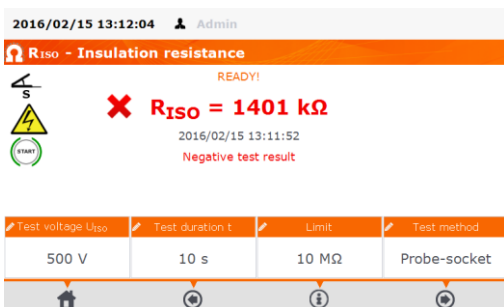 2016/02/15 13:12:04 Admin
RISO - Insulation resistance
READY!
S
RISO = 1401 kΩ
START
2016/02/15 13:11:52
Negative test result
Test voltage UISO Test duration t Limit Test method
500 V 10 s 10 MΩ Probe-socket